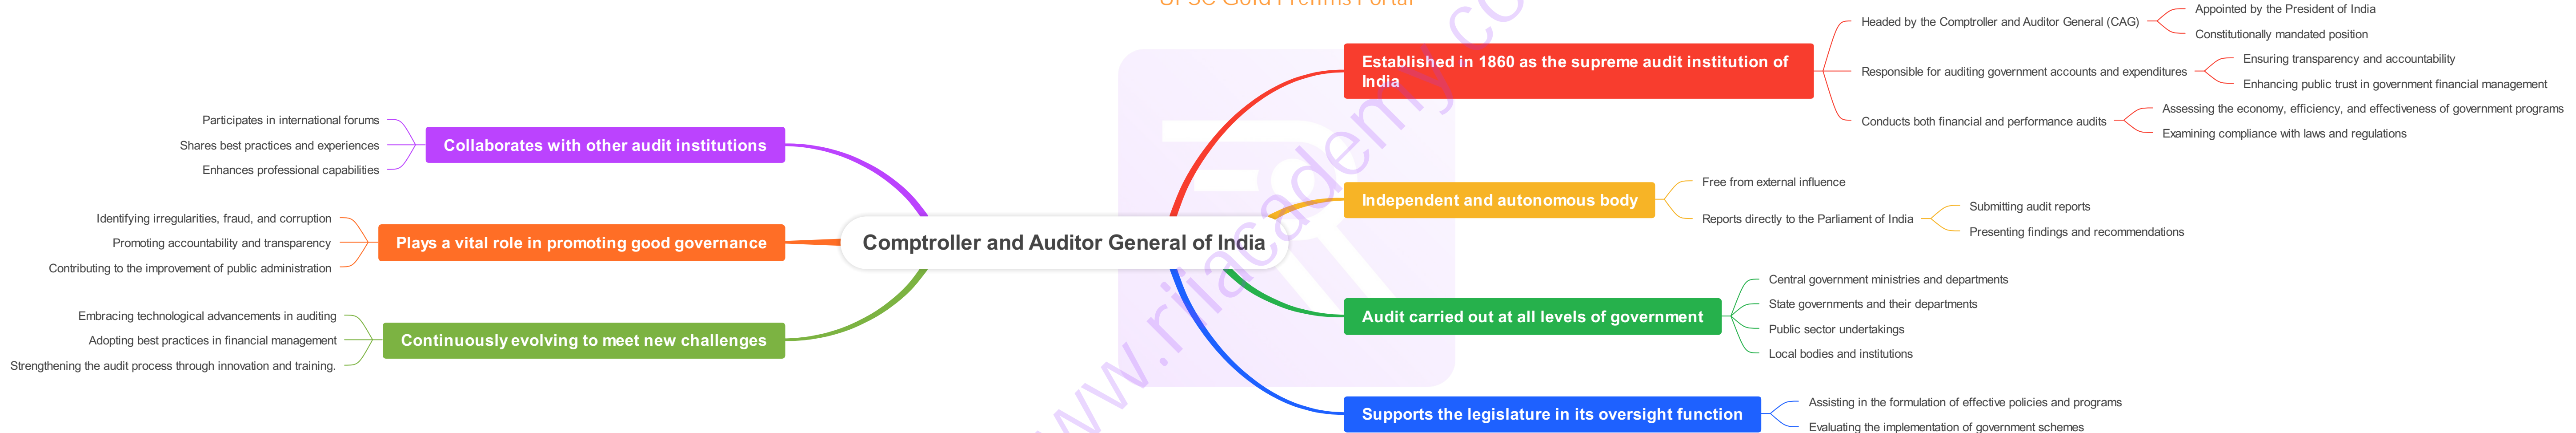 UPSC Gold Prelims Portal
Comptroller and Auditor General of India
Established in 1860 as the supreme audit institution of
India
Headed by the Comptroller and Auditor General (CAG)
Appointed by the President of India
Constitutionally mandated position
Responsible for auditing government accounts and expenditures
Ensuring transparency and accountability
Enhancing public trust in government financial management
Conducts both financial and performance audits
Assessing the economy, efficiency, and effectiveness of government programs
Examining compliance with laws and regulations
Independent and autonomous body
Free from external influence
Reports directly to the Parliament of India
Submitting audit reports
Presenting findings and recommendations
Audit carried out at all levels of government
Central government ministries and departments
State governments and their departments
Public sector undertakings
Local bodies and institutions
Supports the legislature in its oversight function
Assisting in the formulation of effective policies and programs
Evaluating the implementation of government schemes
Collaborates with other audit institutions
Participates in international forums
Shares best practices and experiences
Enhances professional capabilities
Plays a vital role in promoting good governance
Identifying irregularities, fraud, and corruption
Promoting accountability and transparency
Contributing to the improvement of public administration
Continuously evolving to meet new challenges
Embracing technological advancements in auditing
Adopting best practices in financial management
Strengthening the audit process through innovation and training.